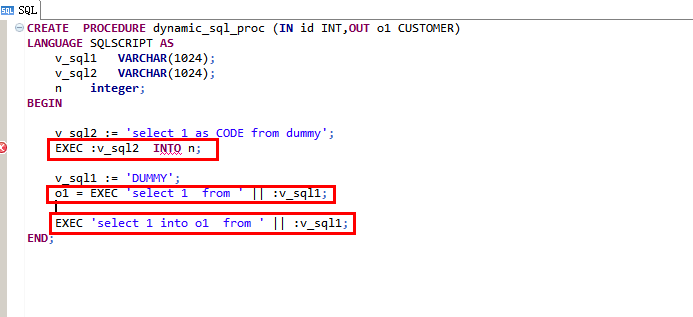 SQL SQL
CREATE  PROCEDURE dynamic_sql_proc (IN id INT,OUT o1 CUSTOMER)
LANGUAGE SQLSCRIPT AS
    v_sql1   VARCHAR(1024);
    v_sql2   VARCHAR(1024);
    n    integer;
BEGIN
    v_sql2 := 'select 1 as CODE from dummy';
    EXEC :v_sql2  INTO n;
    v_sql1 := 'DUMMY';
    o1 = EXEC 'select 1  from ' || :v_sql1;
    EXEC 'select 1 into o1  from ' || :v_sql1;
END;